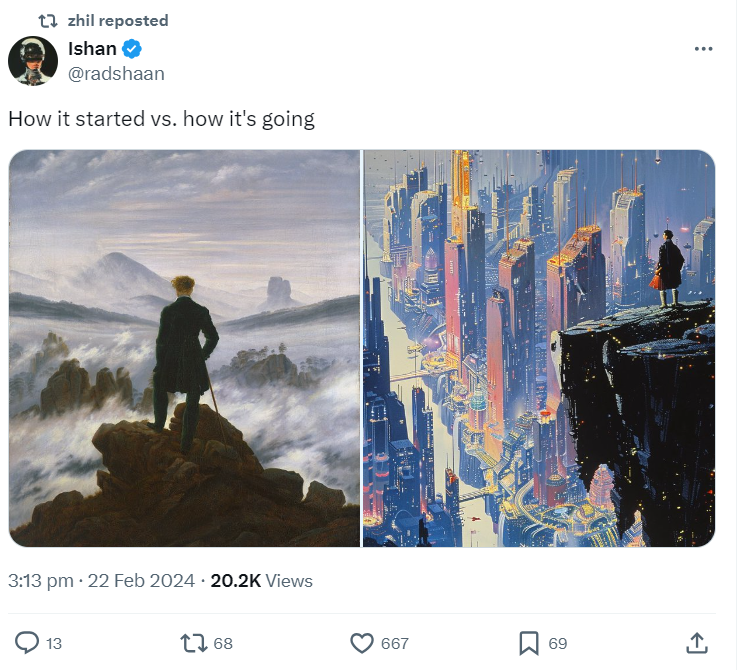 zhil reposted
Ishan
@radshaan
How it started vs. how it's going
3:13 pm · 22 Feb 2024 · 20.2K Views
13 68 667 69